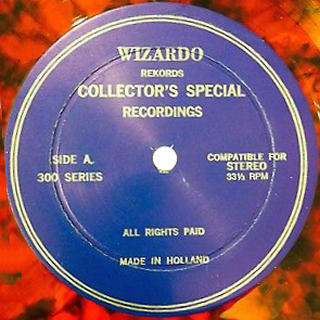 WIZARDO
REKORDS
COLLECTOR'S SPECIAL
RECORDINGS
SIDE A.
300 SERIES
COMPATIBLE FOR
STEREO
33⅓ RPM
ALL RIGHTS PAID
MADE IN HOLLAND